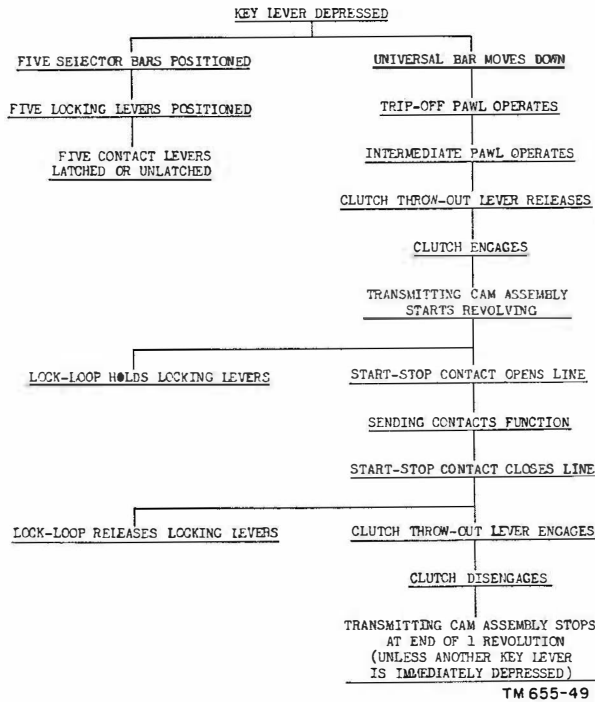 KEY LEVER DEPRESSED
FIVE SELECTOR BARS POSITIONED
UNIVERSAL BAR MOVES DOWN
FIVE LOCKING LEVERS POSITIONED
TRIP-OFF PAWL OPERATES
FIVE CONTACT LEVERS
LATCHED OR UNLATCHED
INTERMEDIATE PAWL OPERATES
CLUTCH THROW-OUT LEVER RELEASES
CLUTCH ENGAGES
TRANSMITTING CAM ASSEMBLY
STARTS REVOLVING
LOCK-LOOP HOLDS LOCKING LEVERS
START-STOP CONTACT OPENS LINE
SENDING CONTACTS FUNCTION
START-STOP CONTACT CLOSES LINE
LOCK-LOOP RELEASES LOCKING LEVERS
CLUTCH THROW-OUT LEVER ENGAGES
CLUTCH DISENGAGES
TRANSMITTING CAM ASSEMBLY STOPS
AT END OF 1 REVOLUTION
(UNLESS ANOTHER KEY LEVER
IS IMMEDIATELY DEPRESSED)
TM 655-49